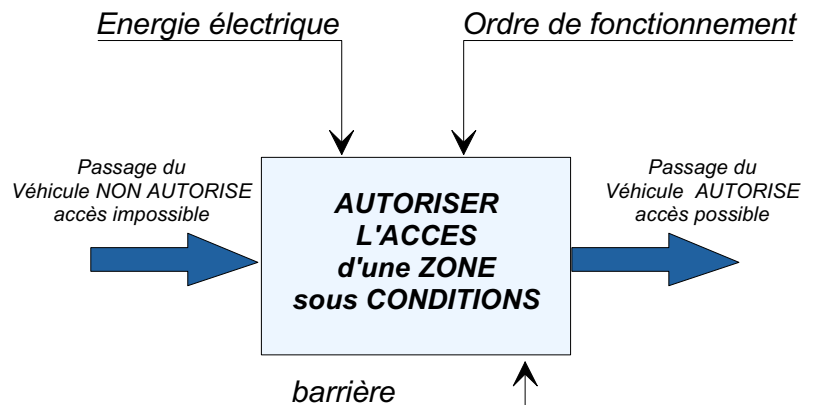 Energie électrique
Ordre de fonctionnement
Passage du
Véhicule NON AUTORISE
accès impossible
AUTORISER
L'ACCES
d'une ZONE
sous CONDITIONS
Passage du
Véhicule AUTORISE
accès possible
barrière